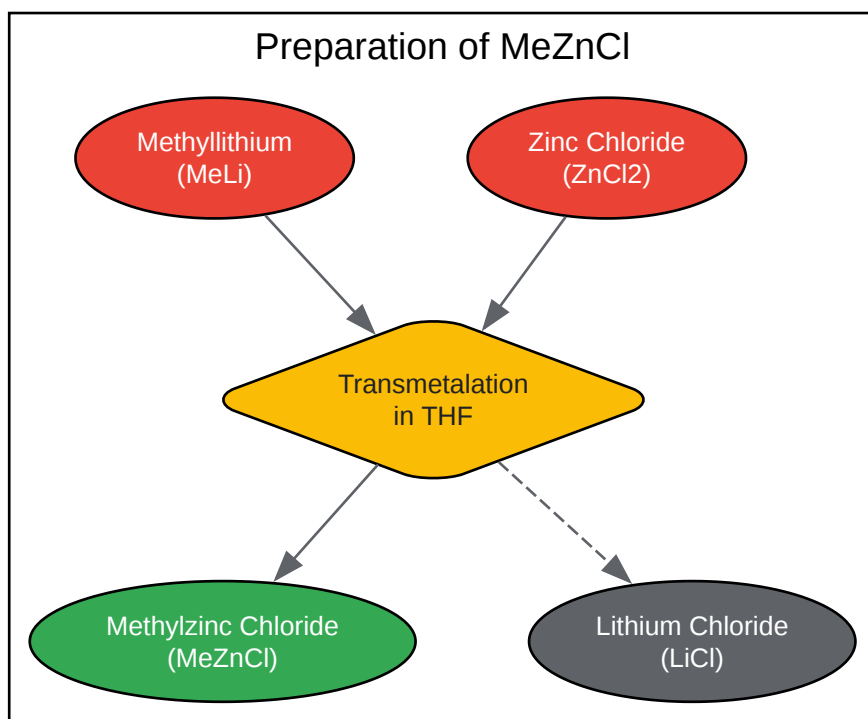 Preparation of MeZnCl
Methyllithium
(MeLi)
Zinc Chloride
(ZnCl2)
Transmetalation
in THF
Methylzinc Chloride
(MeZnCl)
Lithium Chloride
(LiCl)